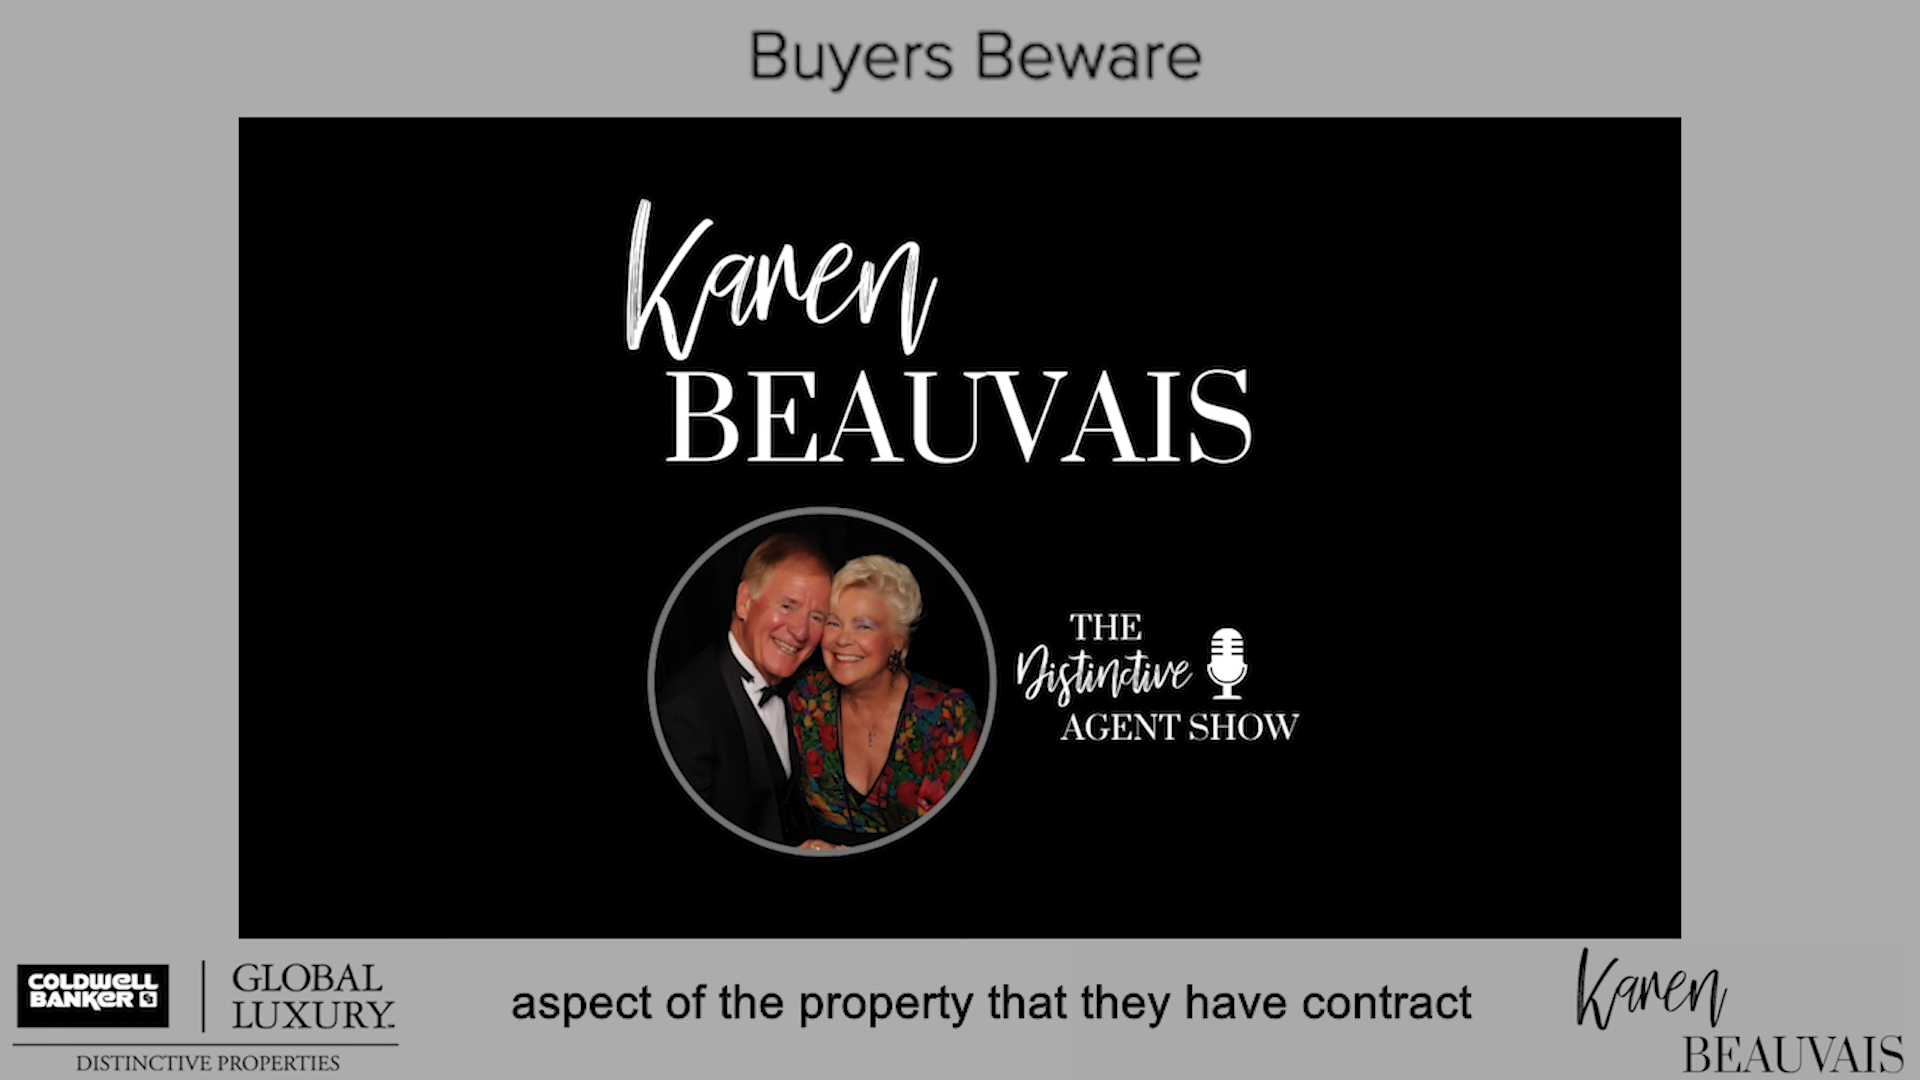 Buyers Beware
Karen
BEAUVAIS
THE
Distinctive
AGENT SHOW
COLDWELL
BANKER
GLOBAL
LUXURY
DISTINCTIVE PROPERTIES
aspect of the property that they have contract
Karen
BEAUVAIS